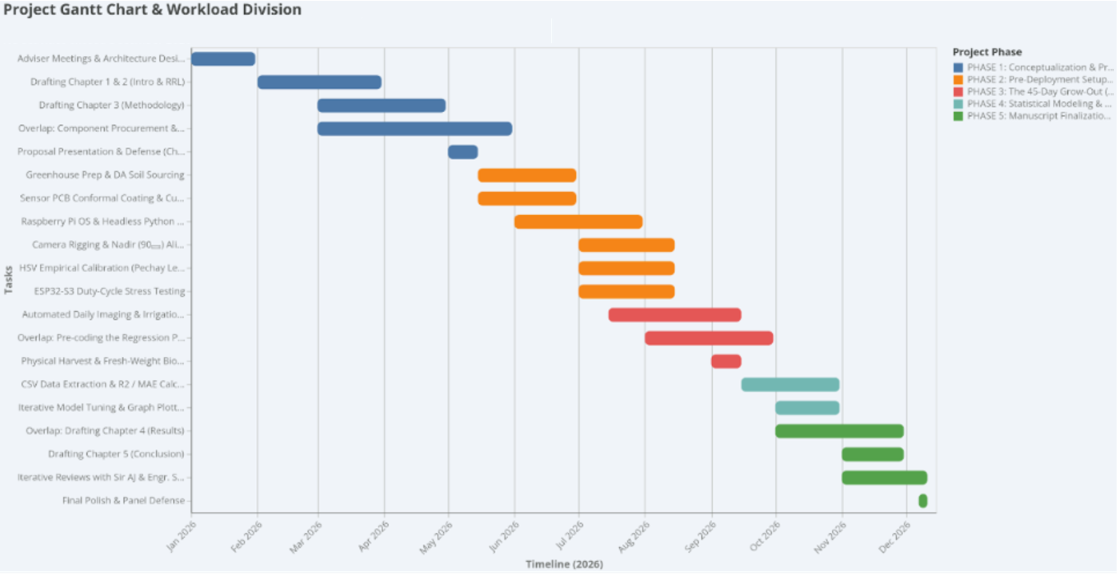 Project Gantt Chart & Workload Division
Project Phase
PHASE 1: Conceptualization & Pr...
PHASE 2: Pre-Deployment Setup...
PHASE 3: The 45-Day Grow-Out (...
PHASE 4: Statistical Modeling & ...
PHASE 5: Manuscript Finalizatio...
Tasks
Adviser Meetings & Architecture Desi...
Drafting Chapter 1 & 2 (Intro & RRL)
Drafting Chapter 3 (Methodology)
Overlap: Component Procurement &...
Proposal Presentation & Defense (Ch...
Greenhouse Prep & DA Soil Sourcing
Sensor PCB Conformal Coating & Cu...
Raspberry Pi OS & Headless Python ...
Camera Rigging & Nadir (90 Ali...
HSV Empirical Calibration (Pechay Le...
ESP32-S3 Duty-Cycle Stress Testing
Automated Daily Imaging & Irrigatio...
Overlap: Pre-coding the Regression P...
Physical Harvest & Fresh-Weight Bio...
CSV Data Extraction & R2 / MAE Calc...
Iterative Model Tuning & Graph Plott...
Overlap: Drafting Chapter 4 (Results)
Drafting Chapter 5 (Conclusion)
Iterative Reviews with Sir AJ & Engr. S...
Final Polish & Panel Defense
Jan 2026
Feb 2026
Mar 2026
Apr 2026
May 2026
Jun 2026
Jul 2026
Aug 2026
Sep 2026
Oct 2026
Nov 2026
Dec 2026
Timeline (2026)